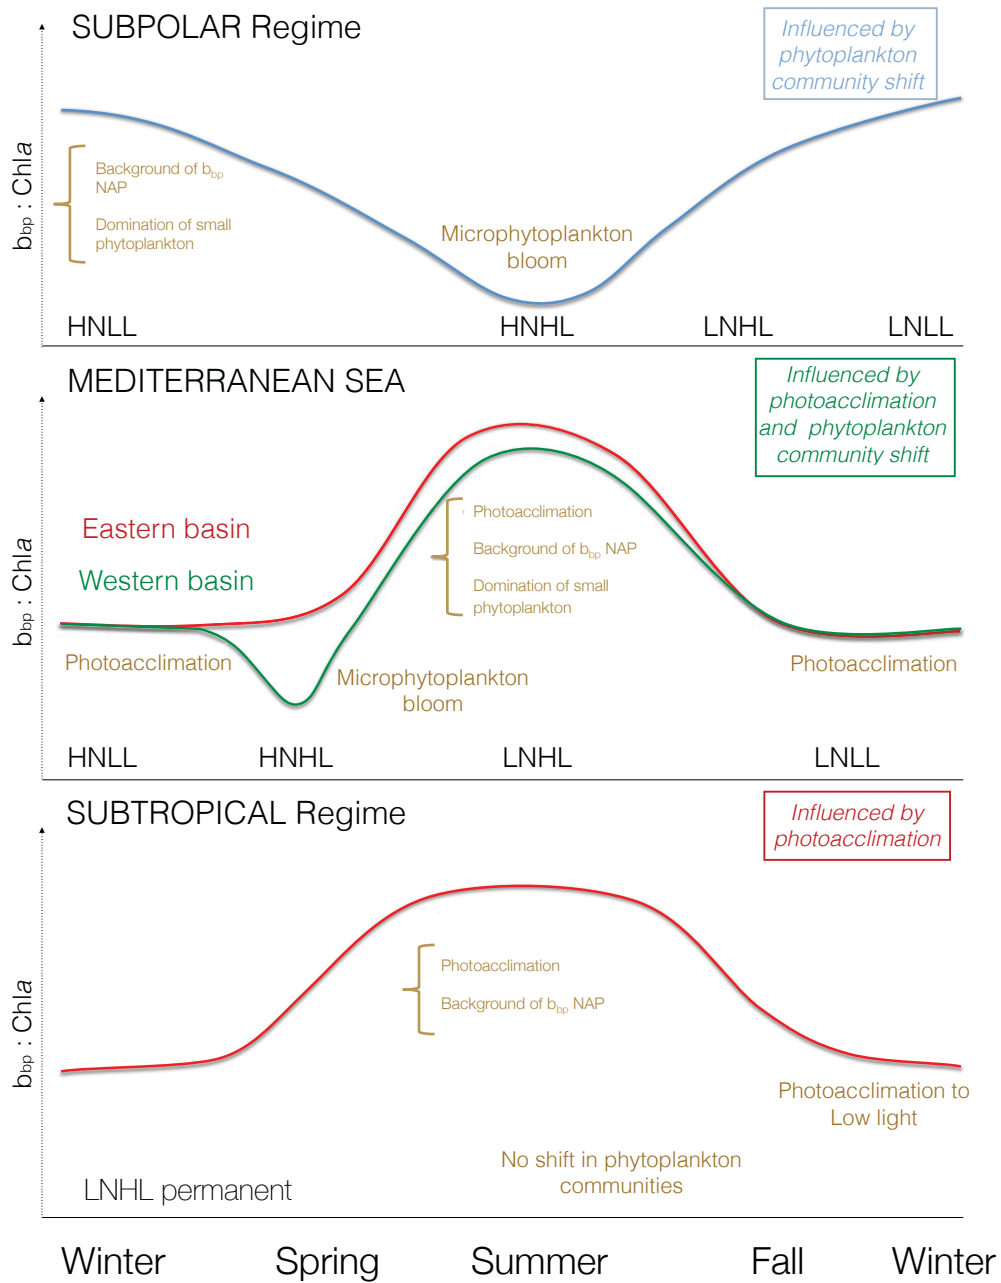 SUBPOLAR Regime
Influenced by
phytoplankton
community shift
bbp : Chla
Background of bbp
NAP
Domination of small
phytoplankton
Microphytoplankton
bloom
HNLL
HNHL
LNHL
LNLL
MEDITERRANEAN SEA
Influenced by
photoacclimation
and phytoplankton
community shift
bbp : Chla
Eastern basin
Western basin
Photoacclimation
Background of bbp NAP
Domination of small
phytoplankton
Photoacclimation
Microphytoplankton
bloom
Photoacclimation
HNLL
HNHL
LNHL
LNLL
SUBTROPICAL Regime
Influenced by
photoacclimation
bbp : Chla
Photoacclimation
Background of bbp NAP
Photoacclimation to
Low light
No shift in phytoplankton
communities
LNHL permanent
Winter
Spring
Summer
Fall
Winter